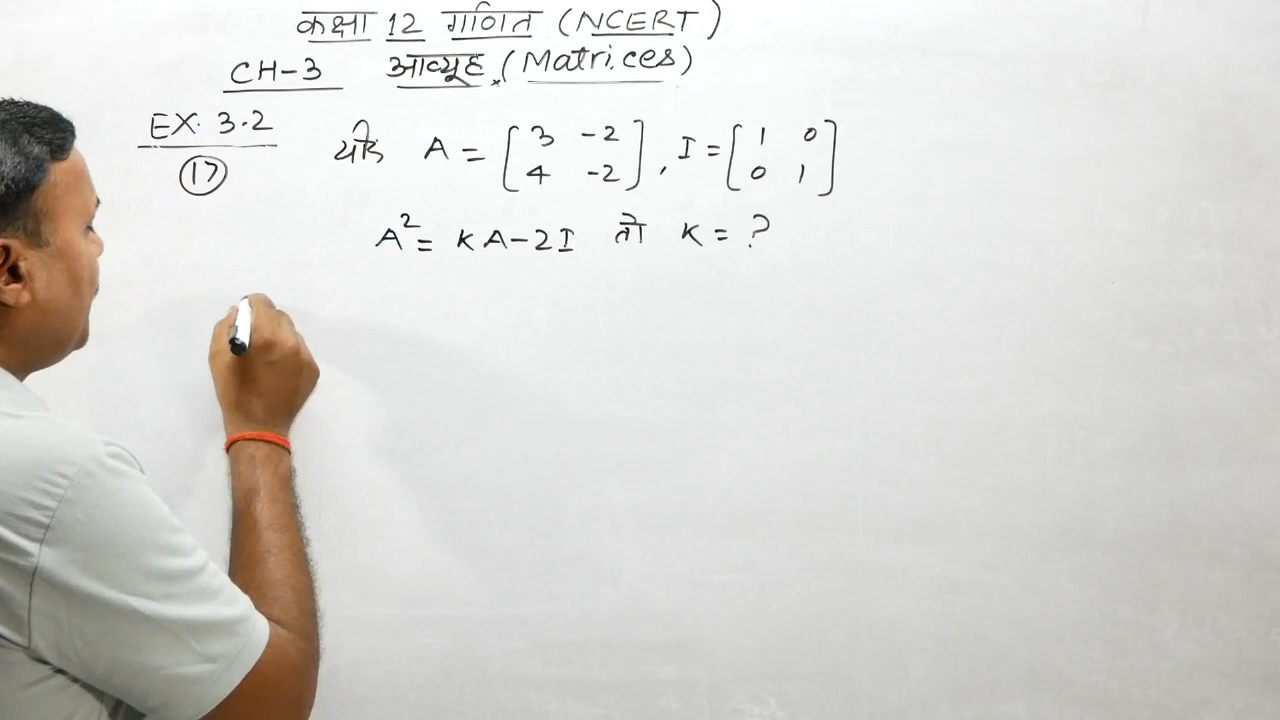 कक्षा 12 गणित (NCERT)
CH-3 आव्यूह (Matrices)
EX. 3.2
17 यदि A = [3 -2], I = [1 0]
[4 -2] [0 1]
A² = KA-2I तो K = ?